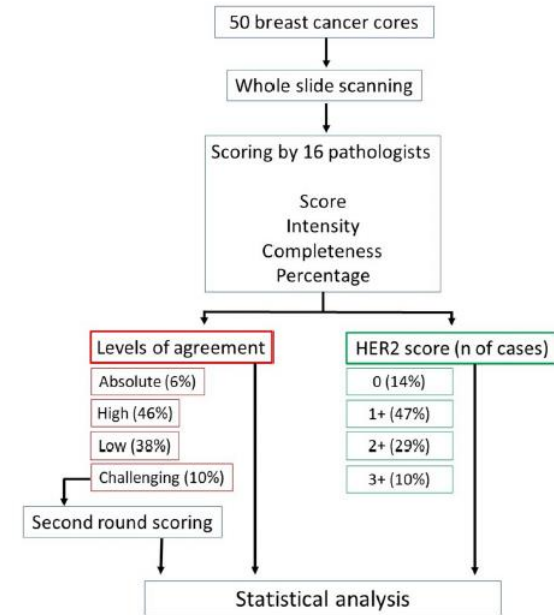 50 breast cancer cores
Whole slide scanning
Scoring by 16 pathologists
Score
Intensity
Completeness
Percentage
Levels of agreement
Absolute (6%)
High (46%)
Low (38%)
Challenging (10%)
Second round scoring
HER2 score (n of cases)
0 (14%)
1+ (47%)
2+ (29%)
3+ (10%)
Statistical analysis